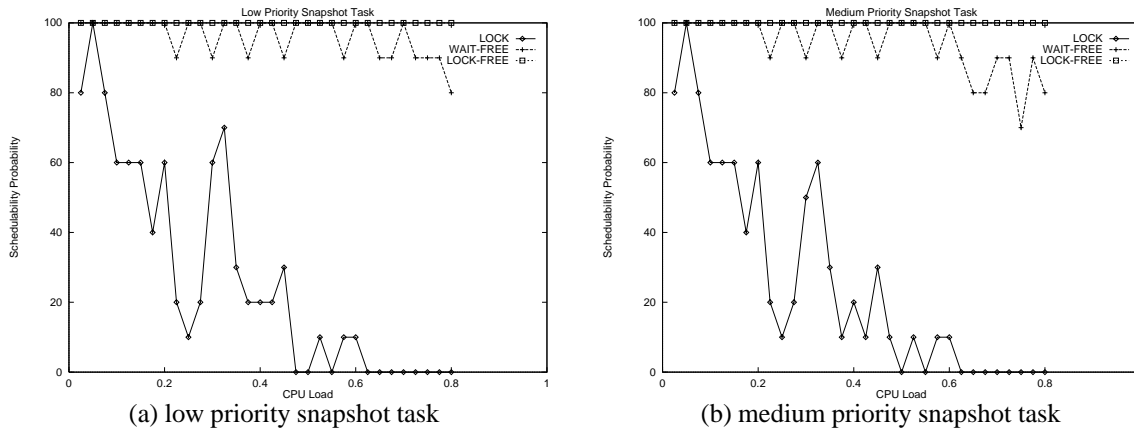 Low Priority Snapshot Task
100
80
60
40
20
0
Schedulability Probability
LOCK
WAIT-FREE
LOCK-FREE
0
0.2
0.4
0.6
0.8
1
CPU Load
(a) low priority snapshot task
Medium Priority Snapshot Task
100
80
60
40
20
0
Schedulability Probability
LOCK
WAIT-FREE
LOCK-FREE
0
0.2
0.4
0.6
0.8
CPU Load
(b) medium priority snapshot task